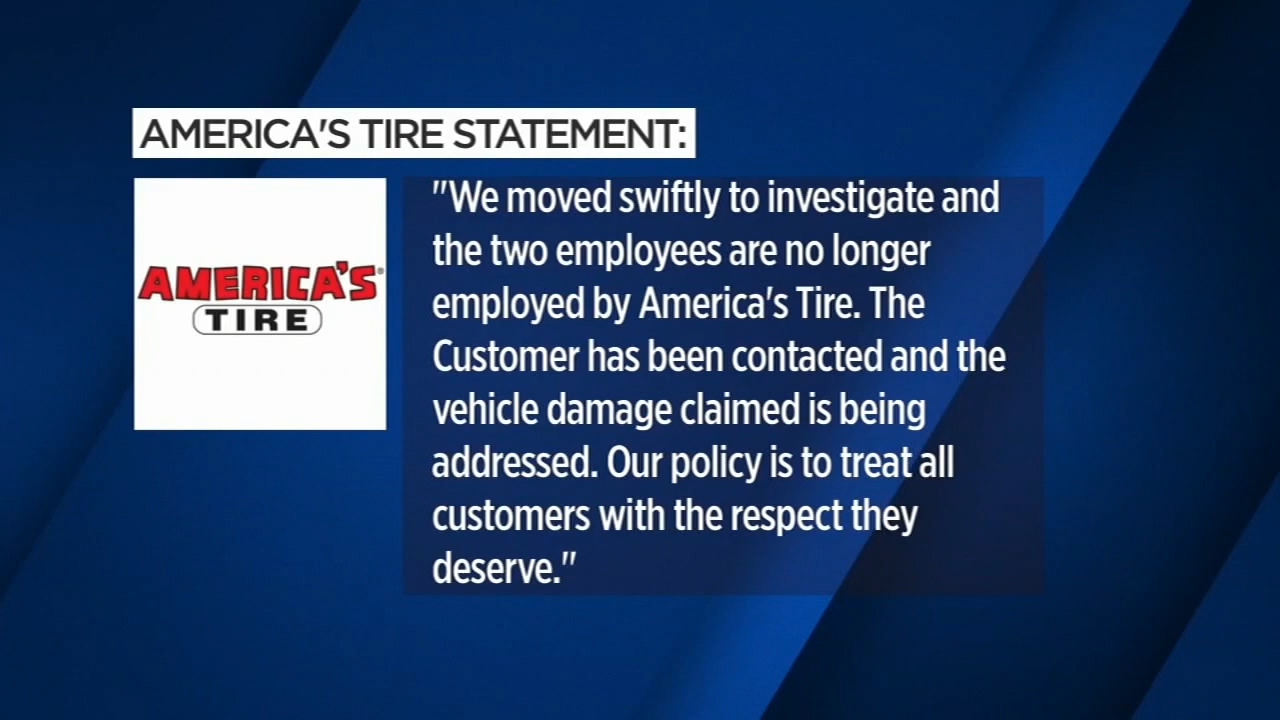 AMERICA'S TIRE STATEMENT:
AMERICA'S®
TIRE
"We moved swiftly to investigate and
the two employees are no longer
employed by America's Tire. The
Customer has been contacted and the
vehicle damage claimed is being
addressed. Our policy is to treat all
customers with the respect they
deserve."